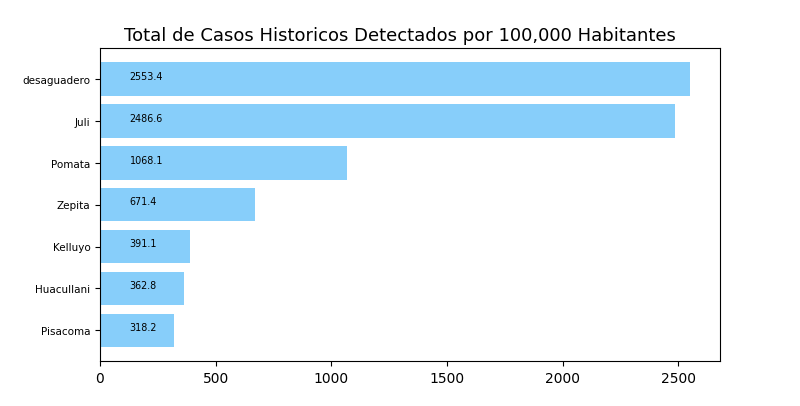 Total de Casos Historicos Detectados por 100,000 Habitantes
desaguadero 2553.4
Juli 2486.6
Pomata 1068.1
Zepita 671.4
Kelluyo 391.1
Huacullani 362.8
Pisacoma 318.2
0 500 1000 1500 2000 2500